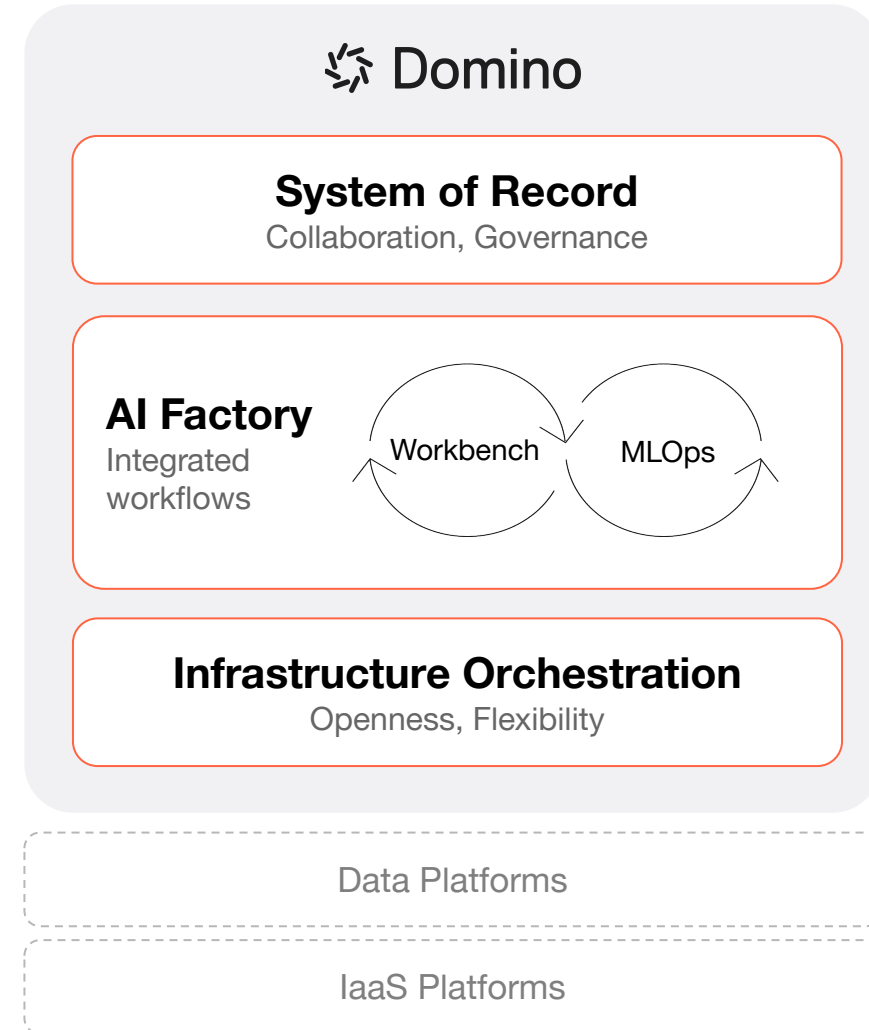 Domino
System of Record
Collaboration, Governance
AI Factory
Integrated
workflows
Workbench
MLOps
Infrastructure Orchestration
Openness, Flexibility
Data Platforms
IaaS Platforms